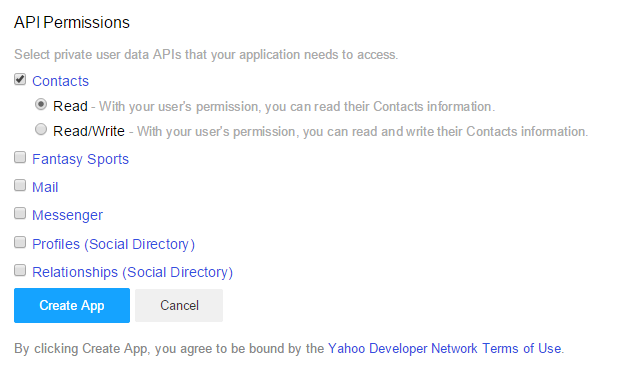 API Permissions
Select private user data APIs that your application needs to access.
Contacts
Read - With your user's permission, you can read their Contacts information.
Read/Write - With your user's permission, you can read and write their Contacts information.
Fantasy Sports
Mail
Messenger
Profiles (Social Directory)
Relationships (Social Directory)
Create App Cancel
By clicking Create App, you agree to be bound by the Yahoo Developer Network Terms of Use.